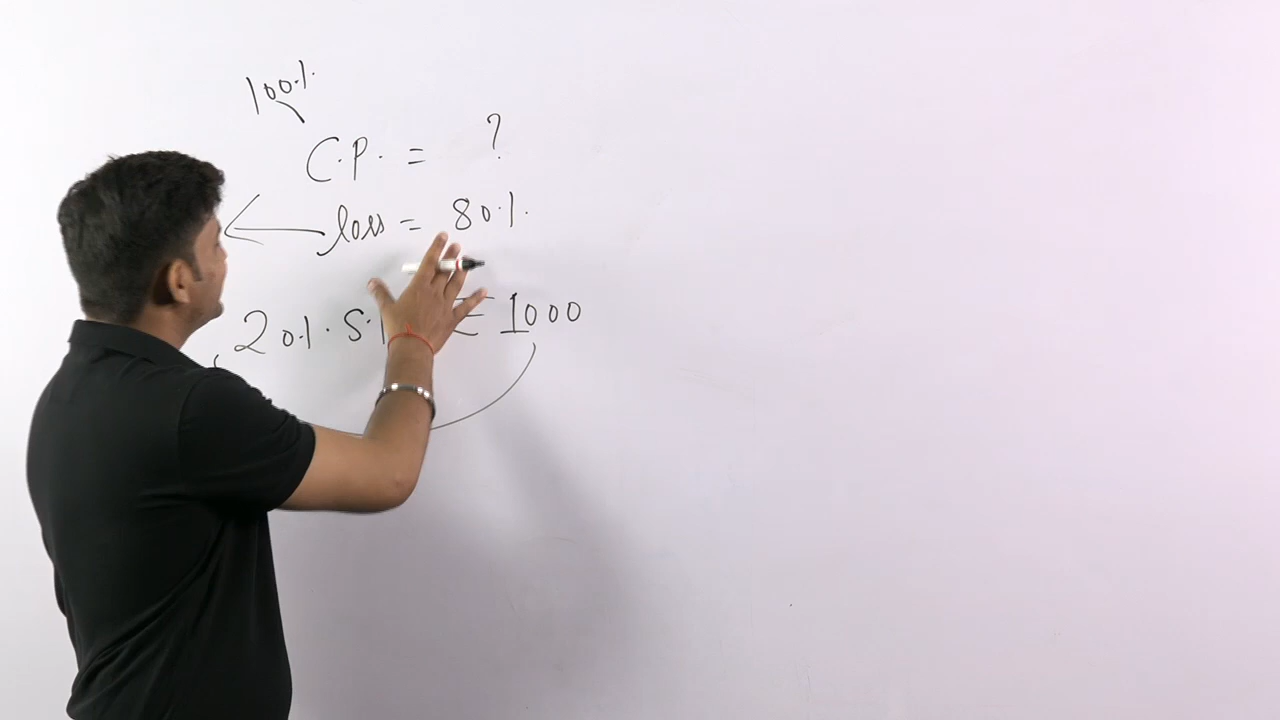 100%
C.P. = ?
loss = 80%
20% S. = 1000